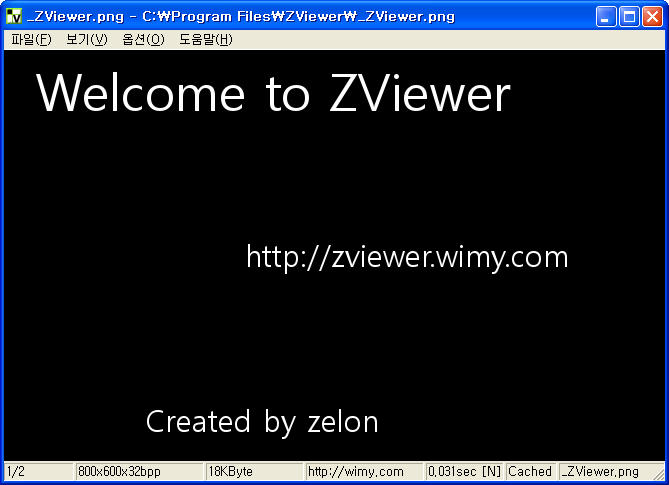 _ZViewer.png - C:₩Program Files₩ZViewer₩_ZViewer.png
파일(F) 보기(V) 옵션(O) 도움말(H)
Welcome to ZViewer
http://zviewer.wimy.com
Created by zelon
1/2 800x600x32bpp 18KByte http://wimy.com 0.031sec [N] Cached _ZViewer.png